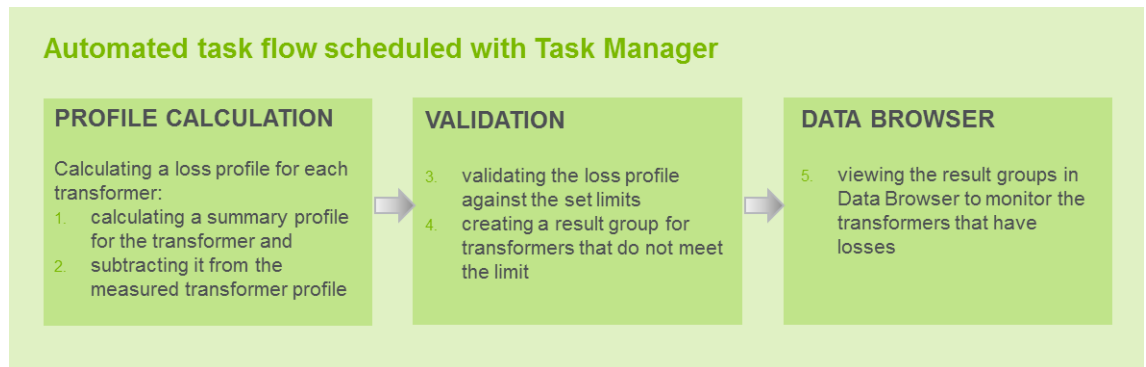 Automated task flow scheduled with Task Manager
PROFILE CALCULATION
Calculating a loss profile for each
transformer:
1. calculating a summary profile
for the transformer and
2. subtracting it from the
measured transformer profile
VALIDATION
3. validating the loss profile
against the set limits
4. creating a result group for
transformers that do not meet
the limit
DATA BROWSER
5. viewing the result groups in
Data Browser to monitor the
transformers that have
losses